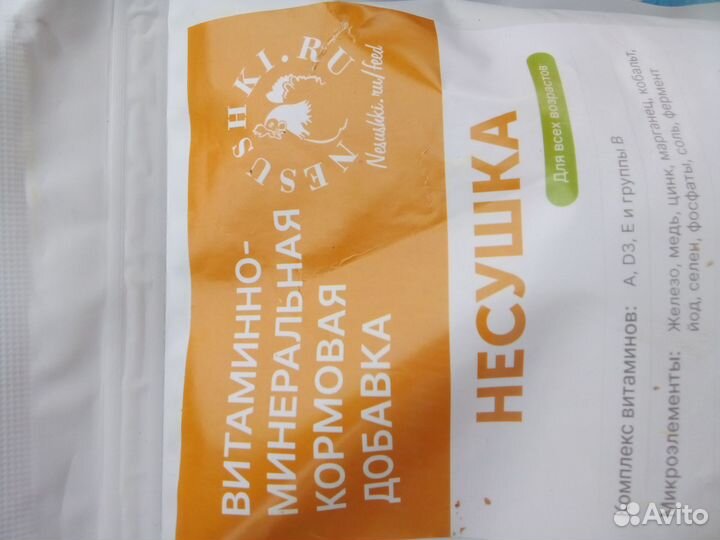 NESUSHKI.RU
Nesushki.ru/feed
ВИТАМИННО-
МИНЕРАЛЬНАЯ
КОРМОВАЯ
ДОБАВКА
НЕСУШКА
Для всех возрастов
Комплекс витаминов: A, D3, E и группы B
Микроэлементы: Железо, медь, цинк, марганец, кобальт,
йод, селен, фосфаты, соль, фермент
Avito